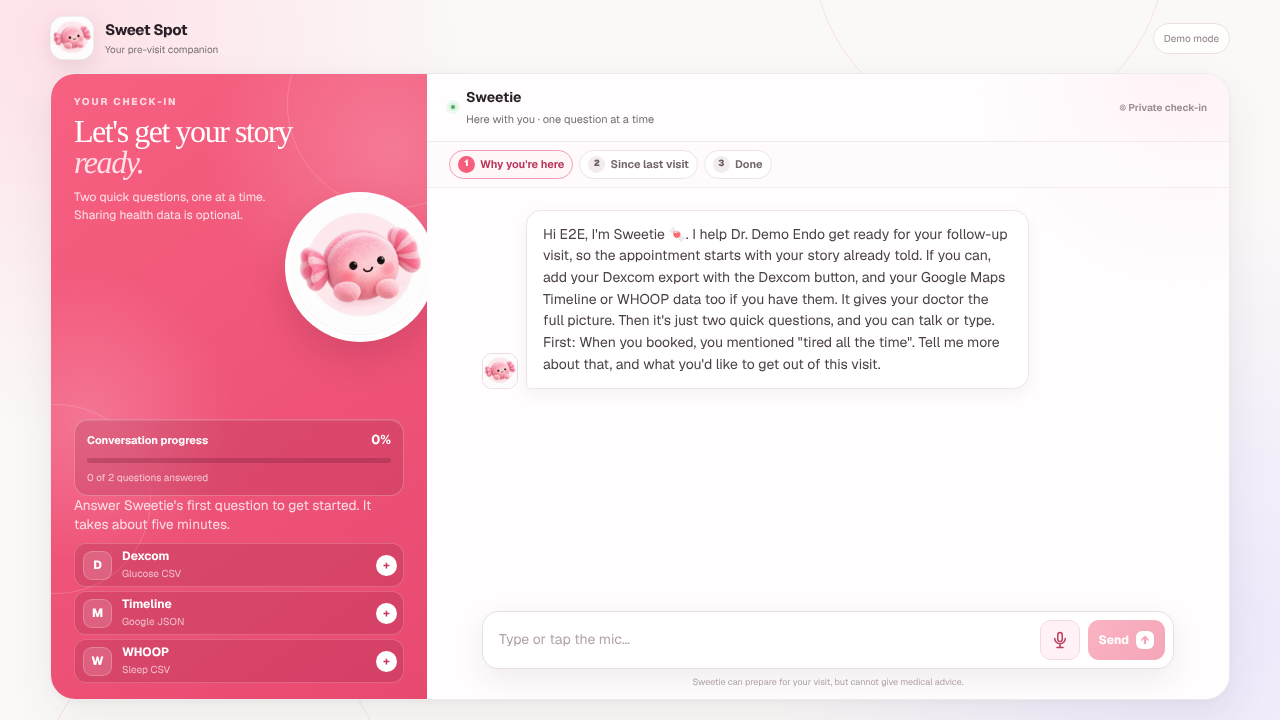 Sweet Spot
Your pre-visit companion
Demo mode
YOUR CHECK-IN
Let's get your story
ready.
Two quick questions, one at a time.
Sharing health data is optional.
Conversation progress
0%
0 of 2 questions answered
Answer Sweetie's first question to get started. It
takes about five minutes.
D
Dexcom
Glucose CSV
+
M
Timeline
Google JSON
+
W
WHOOP
Sleep CSV
+
Sweetie
Here with you · one question at a time
Private check-in
1 Why you're here
2 Since last visit
3 Done
Hi E2E, I'm Sweetie 🍬. I help Dr. Demo Endo get ready for your follow-up
visit, so the appointment starts with your story already told. If you can,
add your Dexcom export with the Dexcom button, and your Google Maps
Timeline or WHOOP data too if you have them. It gives your doctor the
full picture. Then it's just two quick questions, and you can talk or type.
First: When you booked, you mentioned "tired all the time". Tell me more
about that, and what you'd like to get out of this visit.
Type or tap the mic…
Send
Sweetie can prepare for your visit, but cannot give medical advice.